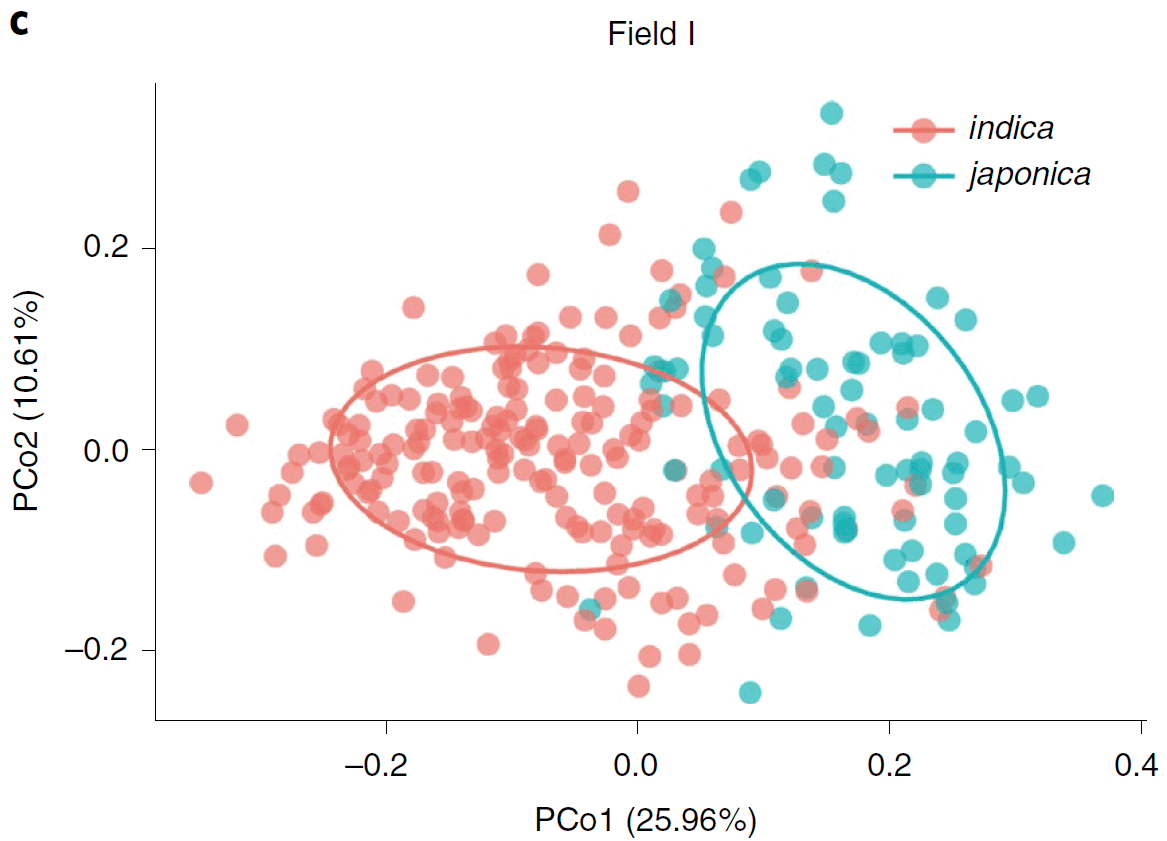 c
Field I
indica
japonica
PCo2 (10.61%)
0.2
0.0
–0.2
–0.2
0.0
0.2
0.4
PCo1 (25.96%)